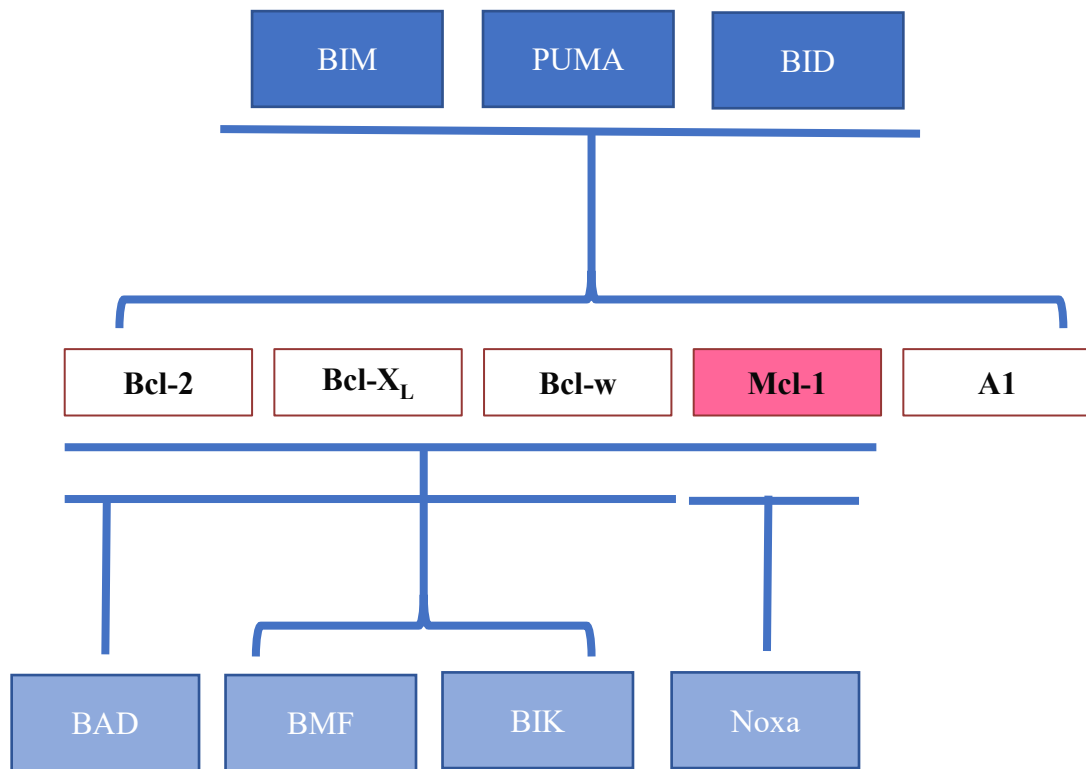 BIM
PUMA
BID
Bcl-2
Bcl-XL
Bcl-w
Mcl-1
A1
BAD
BMF
BIK
Noxa